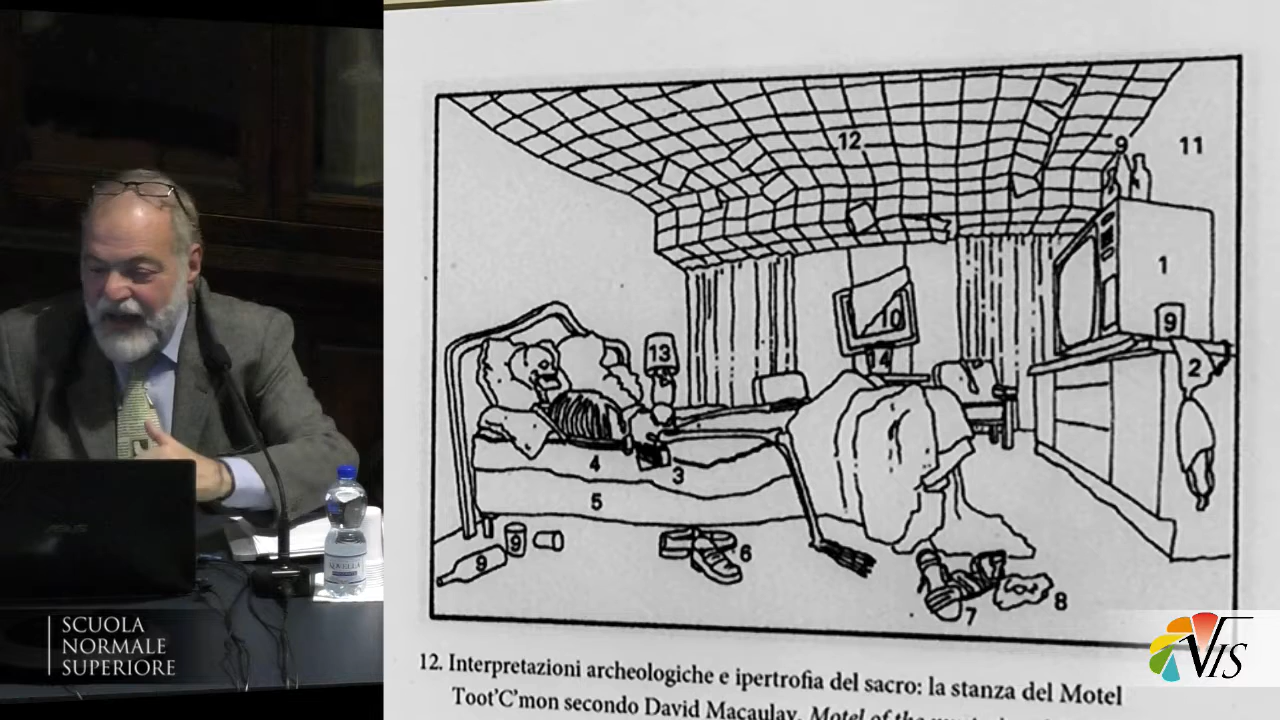 SCUOLA
NORMALE
SUPERIORE
ASUS
12
9
11
1
9
10
13
14
2
4
3
5
9
9
6
7
8
12. Interpretazioni archeologiche e ipertrofia del sacro: la stanza del Motel
Toot'C'mon secondo David Macaulay, Motel of the
VIS